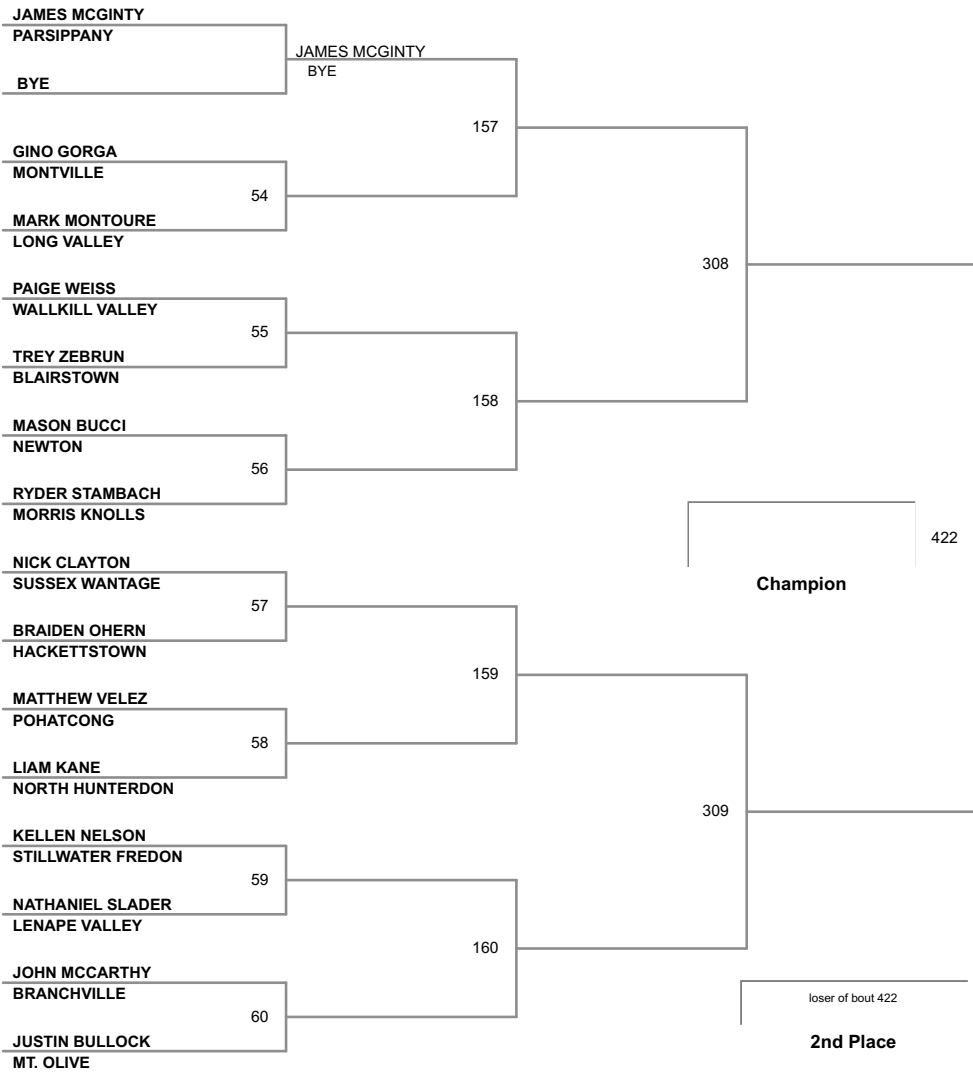 JAMES MCGINTY
PARSIPPANY
JAMES MCGINTY
BYE
BYE
157
GINO GORGA
MONTVILLE
54
MARK MONTOURE
LONG VALLEY
308
PAIGE WEISS
WALLKILL VALLEY
55
TREY ZEBRUN
BLAIRSTOWN
158
MASON BUCCI
NEWTON
56
RYDER STAMBACH
MORRIS KNOLLS
422
Champion
NICK CLAYTON
SUSSEX WANTAGE
57
BRAIDEN OHERN
HACKETTSTOWN
159
MATTHEW VELEZ
POHATCONG
58
LIAM KANE
NORTH HUNTERDON
309
KELLEN NELSON
STILLWATER FREDON
59
NATHANIEL SLADER
LENAPE VALLEY
160
JOHN MCCARTHY
BRANCHVILLE
60
JUSTIN BULLOCK
MT. OLIVE
loser of bout 422
2nd Place